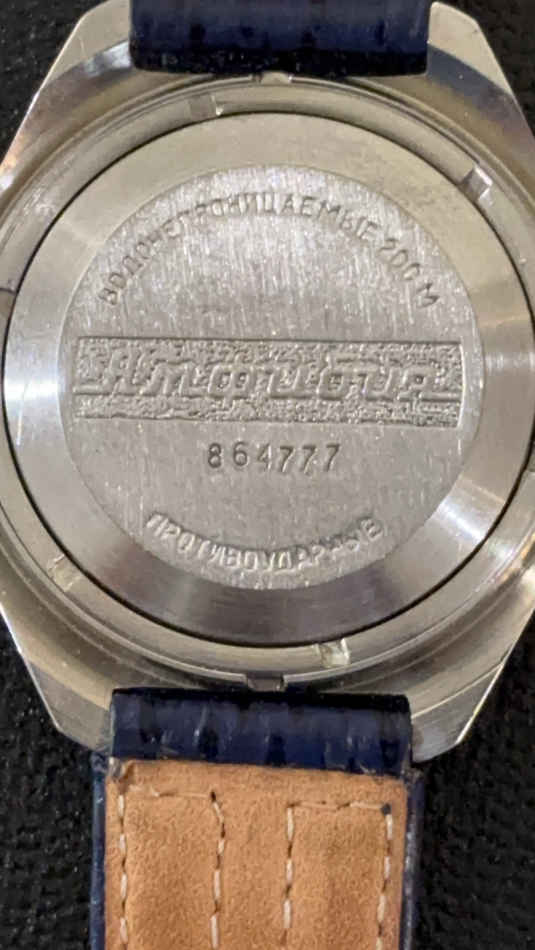 ВОДОНЕПРОНИЦАЕМЫЕ 200 М
Амфибия
864777
ПРОТИВОУДАРНЫЕ